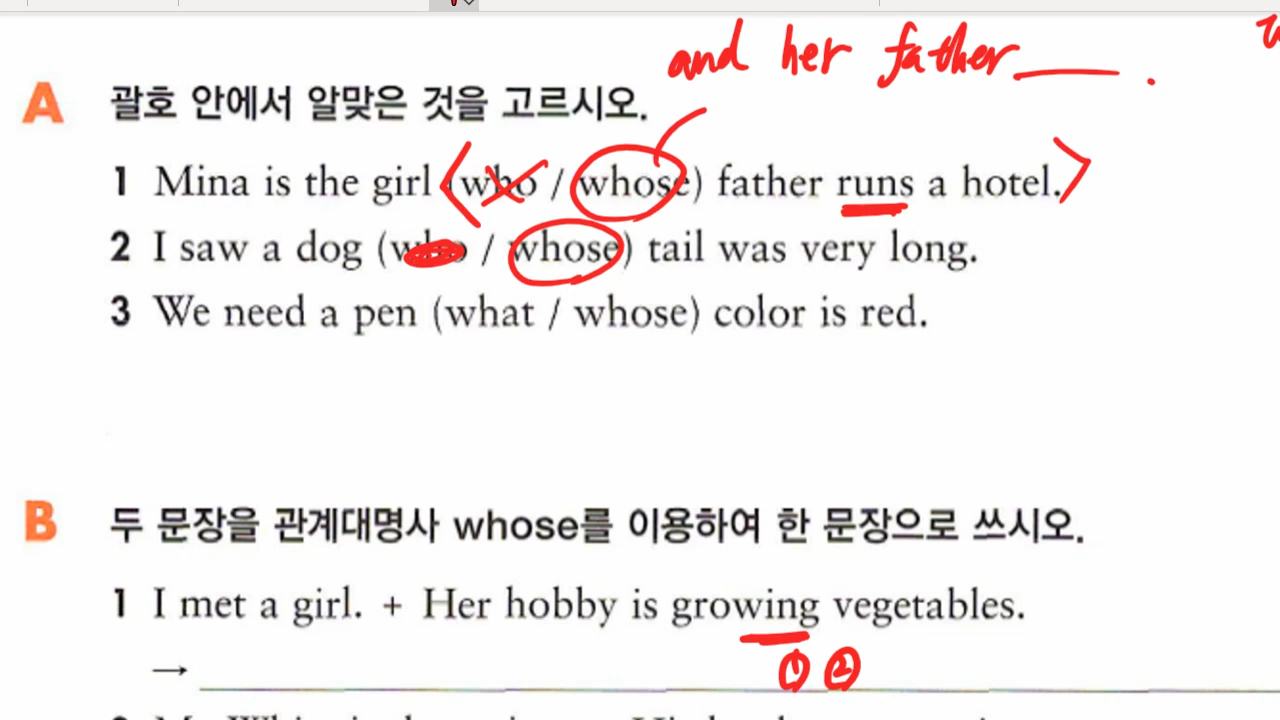 and her father ____ .
A 괄호 안에서 알맞은 것을 고르시오.
1 Mina is the girl (who / whose) father runs a hotel.
2 I saw a dog (who / whose) tail was very long.
3 We need a pen (what / whose) color is red.
B 두 문장을 관계대명사 whose를 이용하여 한 문장으로 쓰시오.
1 I met a girl. + Her hobby is growing vegetables.
① ②
→